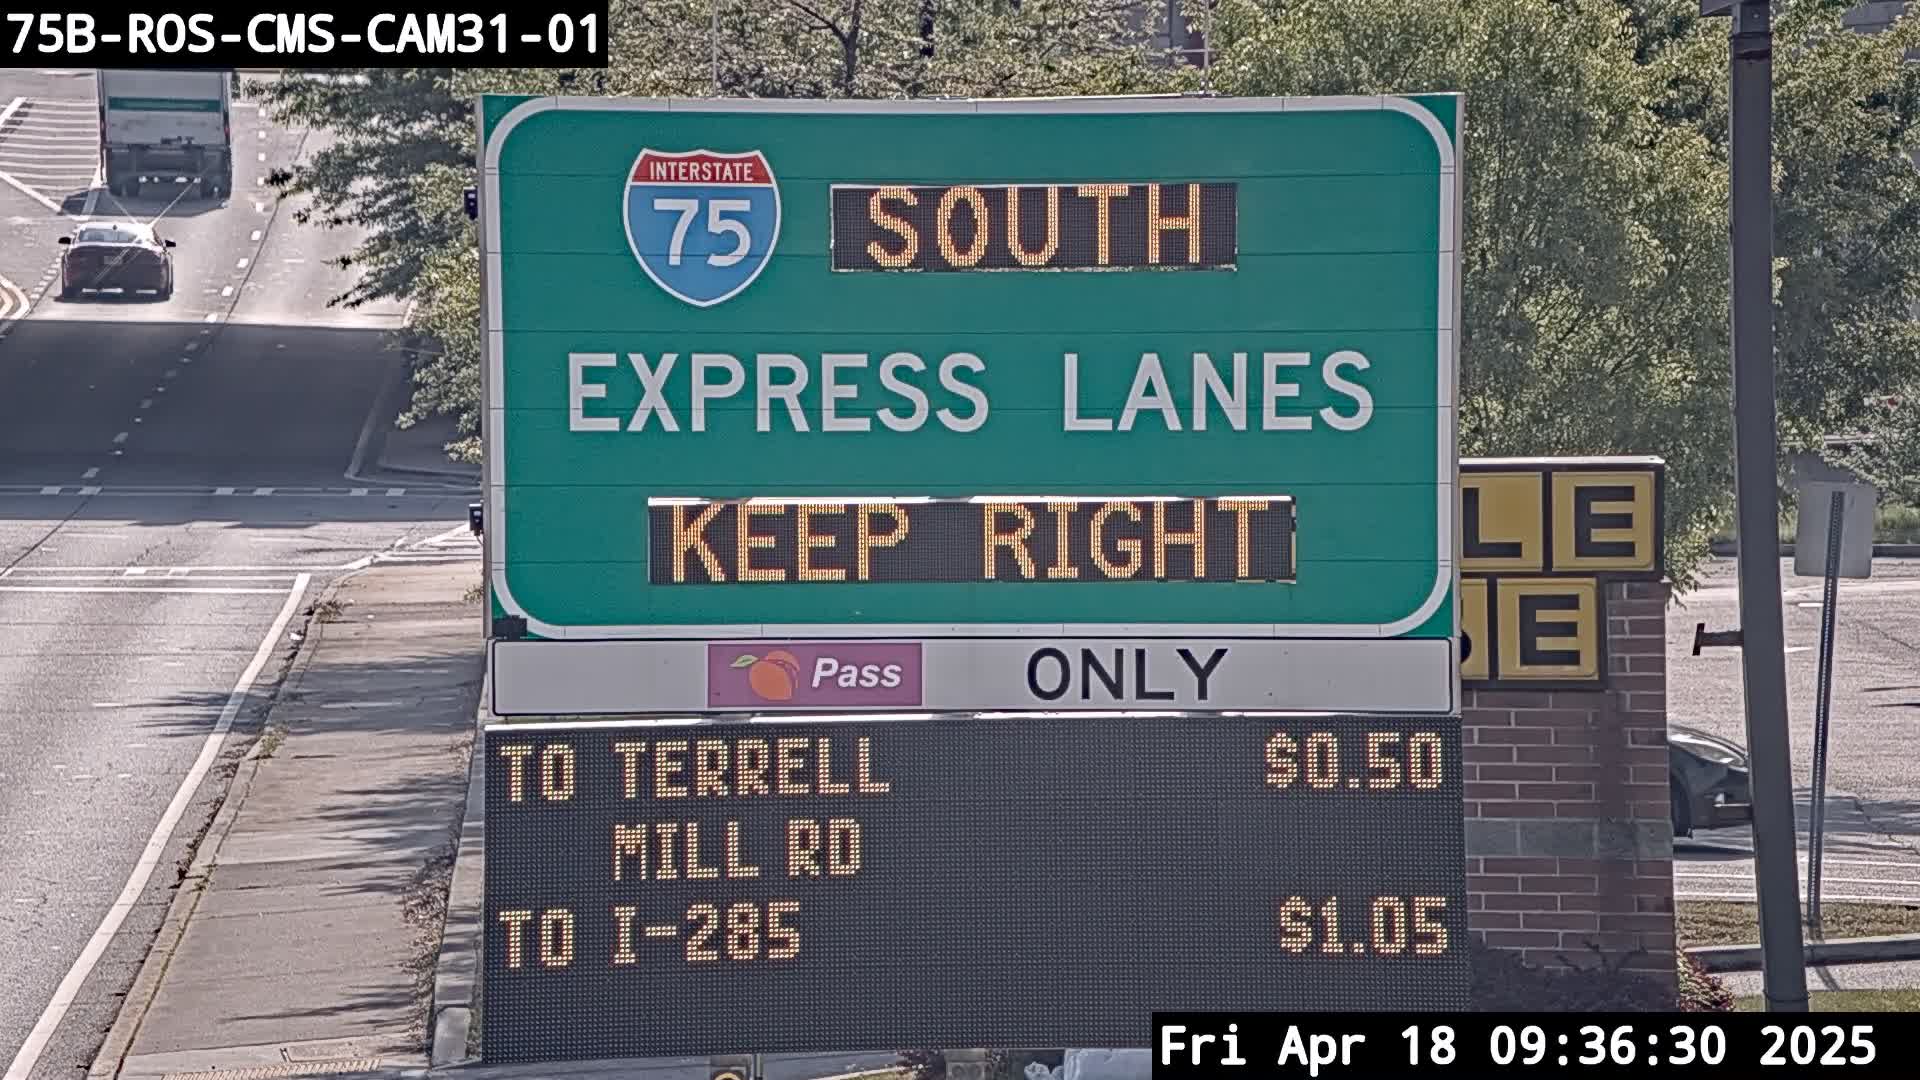 75B-ROS-CMS-CAM31-01
INTERSTATE
75
SOUTH
EXPRESS LANES
KEEP RIGHT
LE
E
Pass
ONLY
TO TERRELL $0.50
MILL RD
TO I-285 $1.05
Fri Apr 18 09:36:30 2025